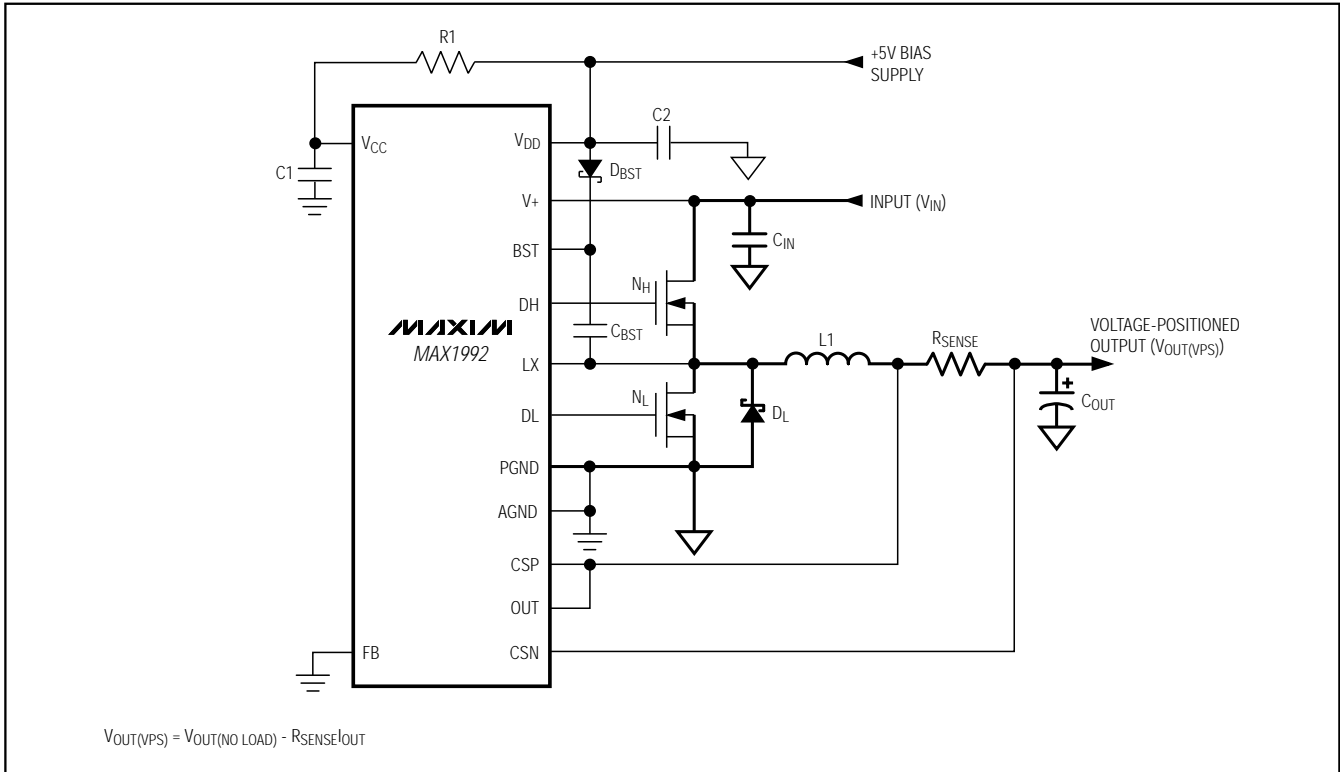 R1
+5V BIAS
SUPPLY
C2
VCC
VDD
C1
DBST
V+
INPUT (VIN)
CIN
BST
NH
DH
MAXIM
MAX1992
CBST
VOLTAGE-POSITIONED
OUTPUT (VOUT(VPS))
L1
RSENSE
LX
NL
DL
DL
+
COUT
PGND
AGND
CSP
OUT
FB
CSN
VOUT(VPS) = VOUT(NO LOAD) - RSENSEIOUT